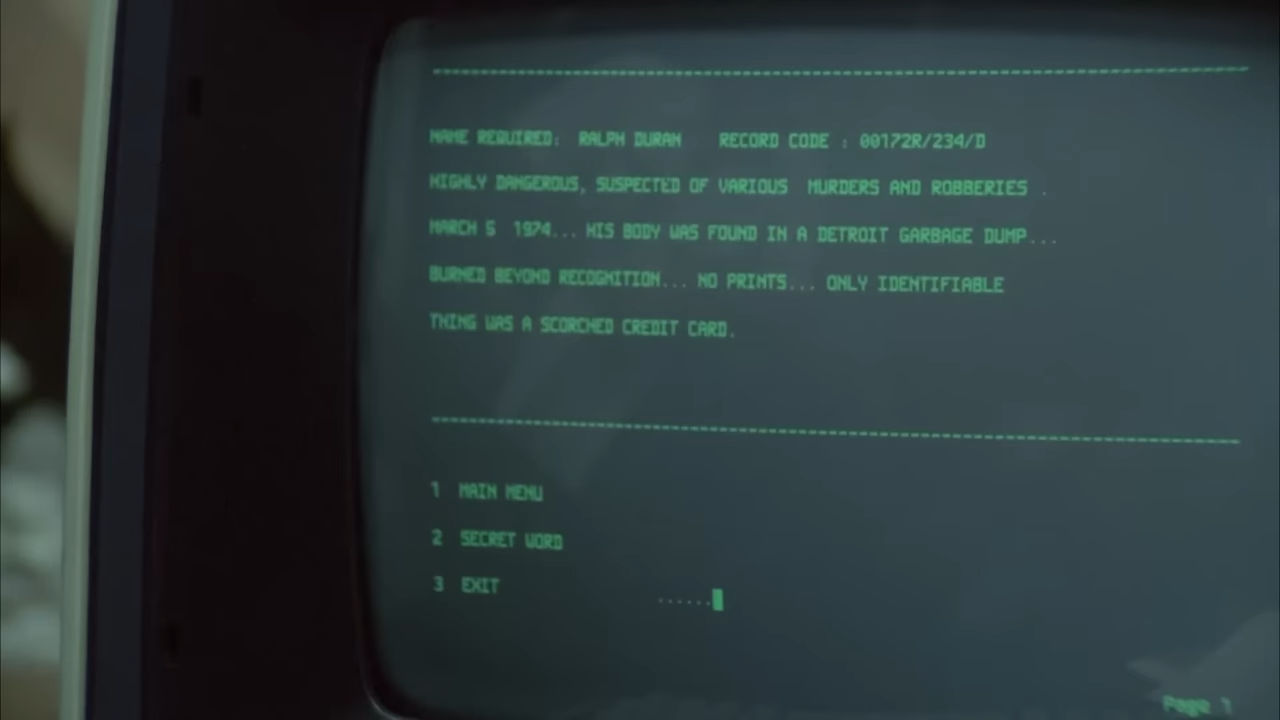 NAME REQUIRED: RALPH DURAN RECORD CODE : 00172R/234/D
HIGHLY DANGEROUS, SUSPECTED OF VARIOUS MURDERS AND ROBBERIES .
MARCH 5 1974... HIS BODY WAS FOUND IN A DETROIT GARBAGE DUMP...
BURNED BEYOND RECOGNITION... NO PRINTS... ONLY IDENTIFIABLE
THING WAS A SCORCHED CREDIT CARD.
1 MAIN MENU
2 SECRET WORD
3 EXIT ......
Page 1